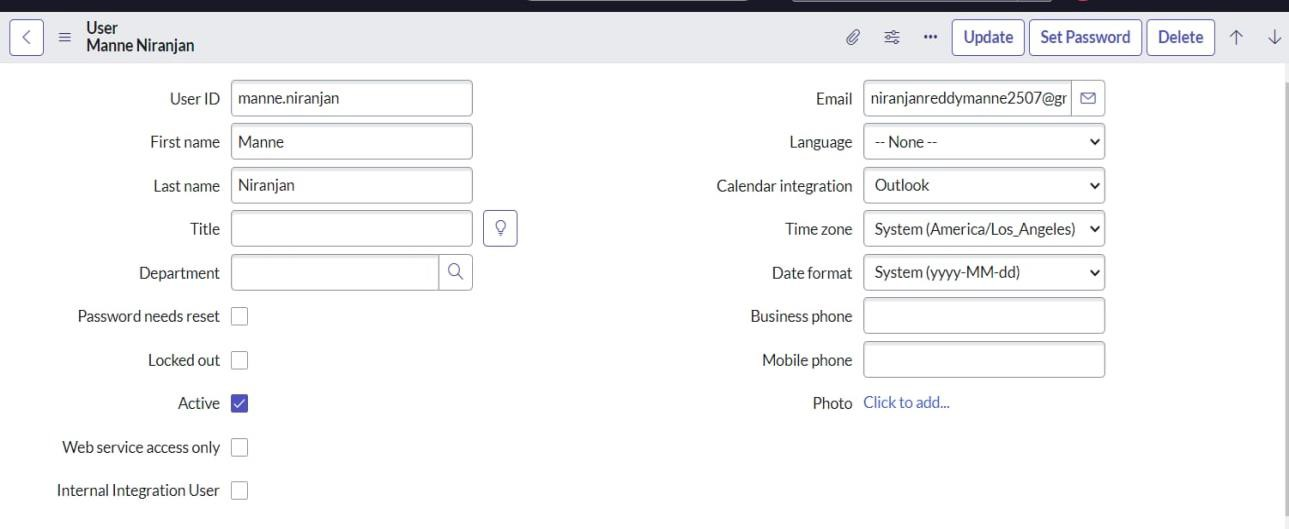 User
Manne Niranjan
Update
Set Password
Delete
User ID manne.niranjan
First name Manne
Last name Niranjan
Title
Department
Password needs reset
Locked out
Active
Web service access only
Internal Integration User
Email niranjanreddymanne2507@gr
Language -- None --
Calendar integration Outlook
Time zone System (America/Los_Angeles)
Date format System (yyyy-MM-dd)
Business phone
Mobile phone
Photo Click to add...